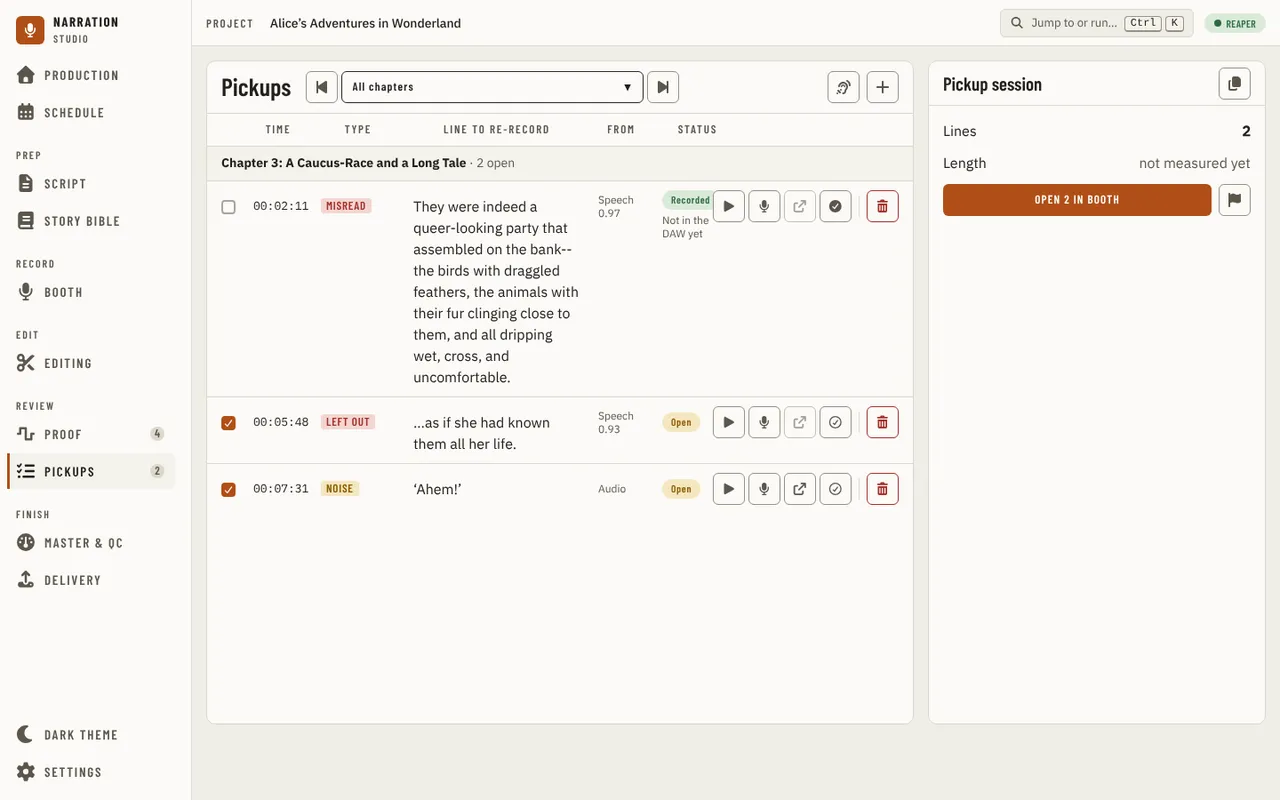 NARRATION
STUDIO
PRODUCTION
SCHEDULE
PREP
SCRIPT
STORY BIBLE
RECORD
BOOTH
EDIT
EDITING
REVIEW
PROOF 4
PICKUPS 2
FINISH
MASTER & QC
DELIVERY
DARK THEME
SETTINGS
PROJECT Alice's Adventures in Wonderland
Jump to or run... Ctrl K
REAPER
Pickups
All chapters
TIME TYPE LINE TO RE-RECORD FROM STATUS
Chapter 3: A Caucus-Race and a Long Tale · 2 open
00:02:11 MISREAD
They were indeed a
queer-looking party that
assembled on the bank--
the birds with draggled
feathers, the animals with
their fur clinging close to
them, and all dripping
wet, cross, and
uncomfortable.
Speech
0.97
Recorded
Not in the
DAW yet
00:05:48 LEFT OUT
...as if she had known
them all her life.
Speech
0.93
Open
00:07:31 NOISE
‘Ahem!’
Audio
Open
Pickup session
Lines 2
Length not measured yet
OPEN 2 IN BOOTH